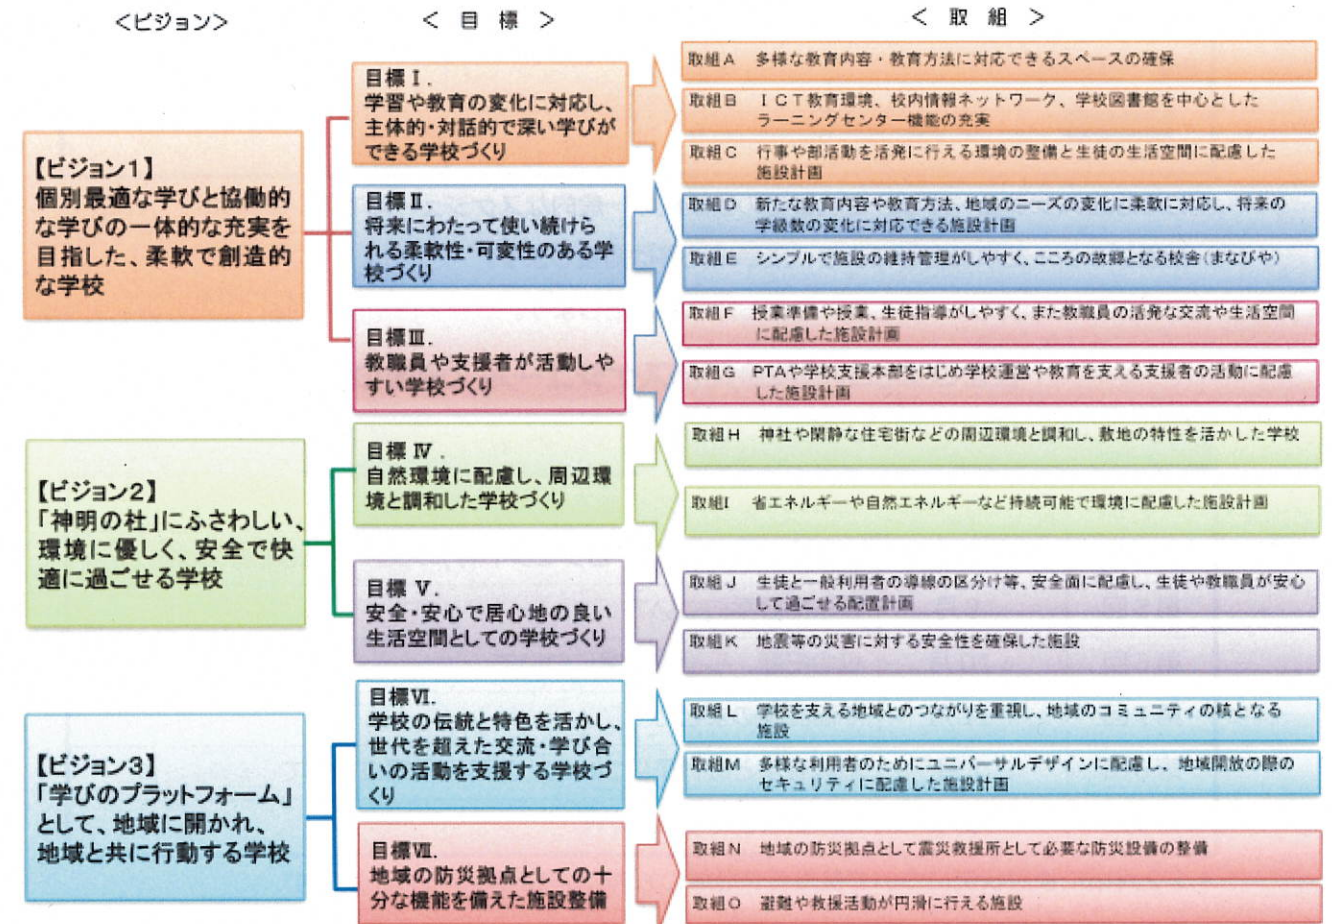 ＜ビジョン＞
＜ 目 標 ＞
＜ 取 組 ＞
【ビジョン1】
個別最適な学びと協働的
な学びの一体的な充実を
目指した、柔軟で創造的
な学校
目標Ⅰ．
学習や教育の変化に対応し、
主体的・対話的で深い学びが
できる学校づくり
取組A 多様な教育内容・教育方法に対応できるスペースの確保
取組B ＩＣＴ教育環境、校内情報ネットワーク、学校図書館を中心とした
ラーニングセンター機能の充実
取組C 行事や部活動を活発に行える環境の整備と生徒の生活空間に配慮した
施設計画
目標Ⅱ．
将来にわたって使い続けら
れる柔軟性・可変性のある学
校づくり
取組D 新たな教育内容や教育方法、地域のニーズの変化に柔軟に対応し、将来の
学級数の変化に対応できる施設計画
取組E シンプルで施設の維持管理がしやすく、こころの故郷となる校舎（まなびや）
目標Ⅲ．
教職員や支援者が活動しや
すい学校づくり
取組F 授業準備や授業、生徒指導がしやすく、また教職員の活発な交流や生活空間
に配慮した施設計画
取組G PTAや学校支援本部をはじめ学校運営や教育を支える支援者の活動に配慮
した施設計画
【ビジョン2】
「神明の杜」にふさわしい、
環境に優しく、安全で快
適に過ごせる学校
目標Ⅳ．
自然環境に配慮し、周辺環
境と調和した学校づくり
取組H 神社や閑静な住宅街などの周辺環境と調和し、敷地の特性を活かした学校
取組I 省エネルギーや自然エネルギーなど持続可能で環境に配慮した施設計画
目標 Ⅴ．
安全・安心で居心地の良い
生活空間としての学校づくり
取組J 生徒と一般利用者の導線の区分け等、安全面に配慮し、生徒や教職員が安心
して過ごせる配置計画
取組K 地震等の災害に対する安全性を確保した施設
【ビジョン3】
「学びのプラットフォーム」
として、地域に開かれ、
地域と共に行動する学校
目標Ⅵ．
学校の伝統と特色を活かし、
世代を超えた交流・学び合
いの活動を支援する学校づ
くり
取組L 学校を支える地域とのつながりを重視し、地域のコミュニティの核となる
施設
取組M 多様な利用者のためにユニバーサルデザインに配慮し、地域開放の際の
セキュリティに配慮した施設計画
目標Ⅶ．
地域の防災拠点としての十
分な機能を備えた施設整備
取組N 地域の防災拠点として震災救援所として必要な防災設備の整備
取組O 避難や救援活動が円滑に行える施設